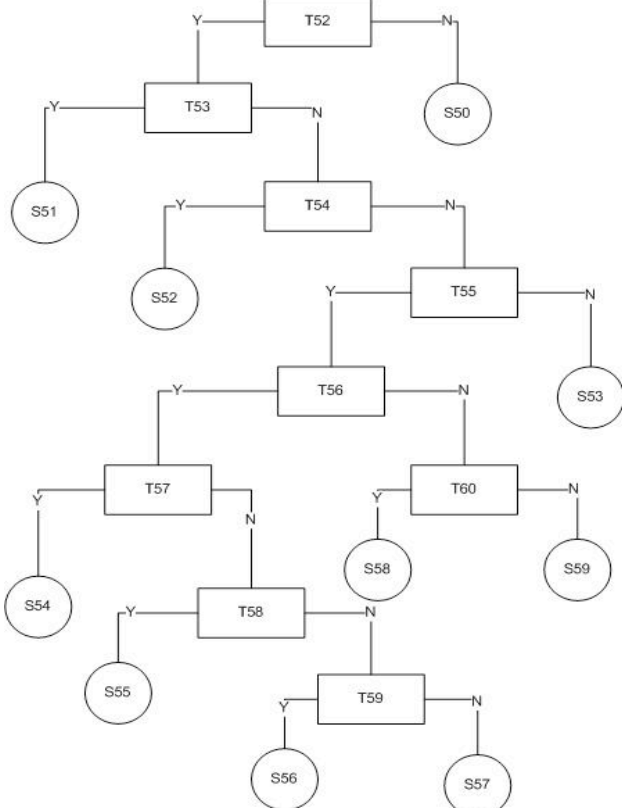 Y T52 N
Y T53 N S50
S51 Y T54 N
S52 Y T55 N
Y T56 N S53
Y T57 N Y T60 N
S54 Y T58 N S58 S59
S55 Y T59 N
S56 S57